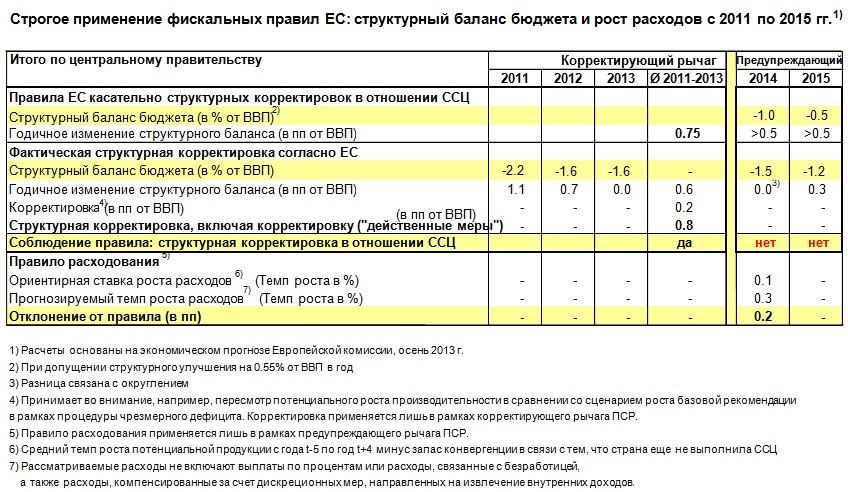 Строгое применение фискальных правил ЕС: структурный баланс бюджета и рост расходов с 2011 по 2015 гг.1)
Итого по центральному правительству Корректирующий рычаг Предупреждающий
2011 2012 2013 Ø 2011-2013 2014 2015
Правила ЕС касательно структурных корректировок в отношении ССЦ
Структурный баланс бюджета (в % от ВВП)2) -1.0 -0.5
Годичное изменение структурного баланса (в пп от ВВП) 0.75 >0.5 >0.5
Фактическая структурная корректировка согласно ЕС
Структурный баланс бюджета (в % от ВВП) -2.2 -1.6 -1.6 - -1.5 -1.2
Годичное изменение структурного баланса (в пп от ВВП) 1.1 0.7 0.0 0.6 0.03) 0.3
Корректировка4) (в пп от ВВП) - - - 0.2 - -
Структурная корректировка, включая корректировку ("действенные меры") (в пп от ВВП) - - - 0.8 - -
Соблюдение правила: структурная корректировка в отношении ССЦ да нет нет
Правило расходования5)
Ориентирная ставка роста расходов6) (Темп роста в %) - - - - 0.1 -
Прогнозируемый темп роста расходов7) (Темп роста в %) - - - - 0.3 -
Отклонение от правила (в пп) - - - - 0.2 -
1) Расчеты основаны на экономическом прогнозе Европейской комиссии, осень 2013 г.
2) При допущении структурного улучшения на 0.55% от ВВП в год
3) Разница связана с округлением
4) Принимает во внимание, например, пересмотр потенциального роста производительности в сравнении со сценарием роста базовой рекомендации
в рамках процедуры чрезмерного дефицита. Корректировка применяется лишь в рамках корректирующего рычага ПСР.
5) Правило расходования применяется лишь в рамках предупреждающего рычага ПСР.
6) Средний темп роста потенциальной продукции с года t-5 по год t+4 минус запас конвергенции в связи с тем, что страна еще не выполнила ССЦ
7) Рассматриваемые расходы не включают выплаты по процентам или расходы, связанные с безработицей,
а также расходы, компенсированные за счет дискреционных мер, направленных на извлечение внутренних доходов.